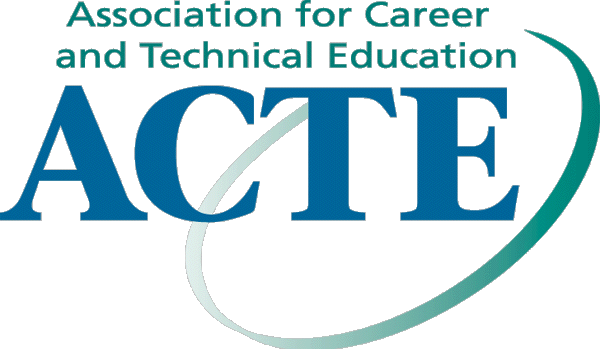 Association for Career
and Technical Education
ACTE